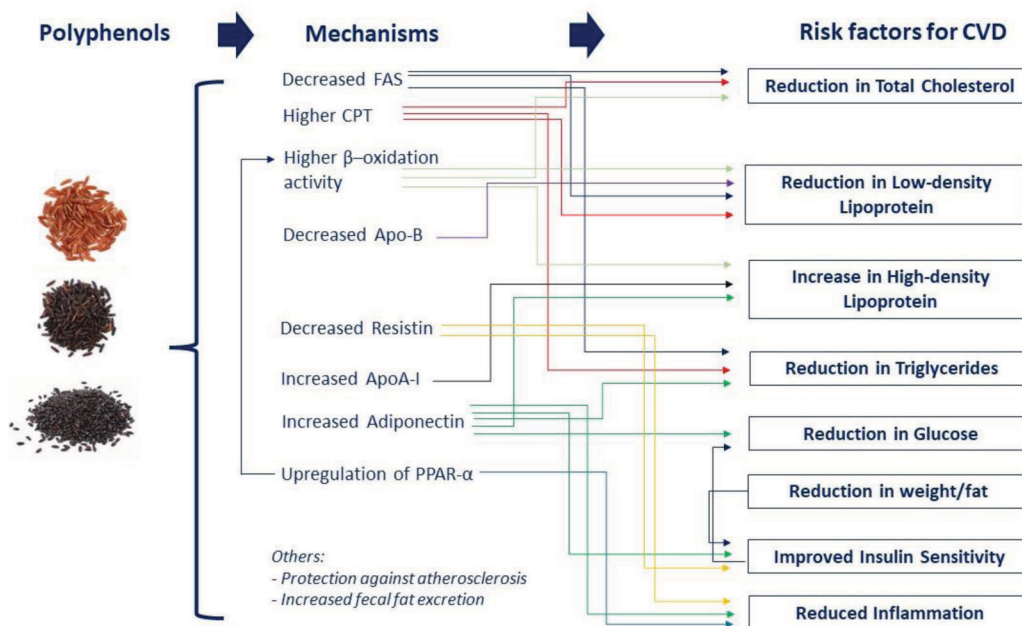 Polyphenols
Mechanisms
Risk factors for CVD
Decreased FAS
Higher CPT
Higher β–oxidation
activity
Decreased Apo-B
Decreased Resistin
Increased ApoA-I
Increased Adiponectin
Upregulation of PPAR-α
Others:
- Protection against atherosclerosis
- Increased fecal fat excretion
Reduction in Total Cholesterol
Reduction in Low-density
Lipoprotein
Increase in High-density
Lipoprotein
Reduction in Triglycerides
Reduction in Glucose
Reduction in weight/fat
Improved Insulin Sensitivity
Reduced Inflammation